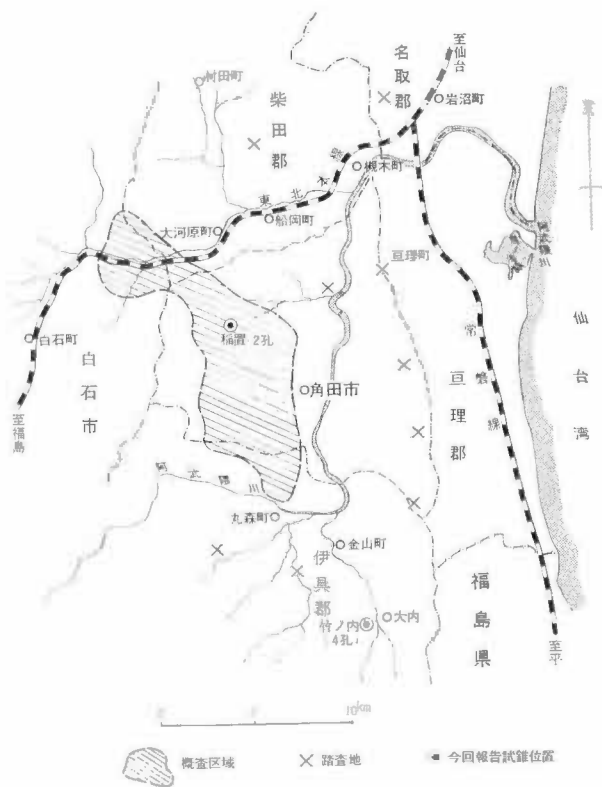 至仙台
名取郡
岩沼町
村田町
柴田郡
槻木町
東北本線
船岡町
大河原町
亘理町
阿武隈川
稲置 2孔
白石町
白石市
角田市
常磐線
亘理郡
仙台湾
至福島
阿武隈川
丸森町
金山町
伊具郡
大内
竹ノ内
4孔
福島県
至平
10km
概査区域
踏査地
今回報告試錐位置